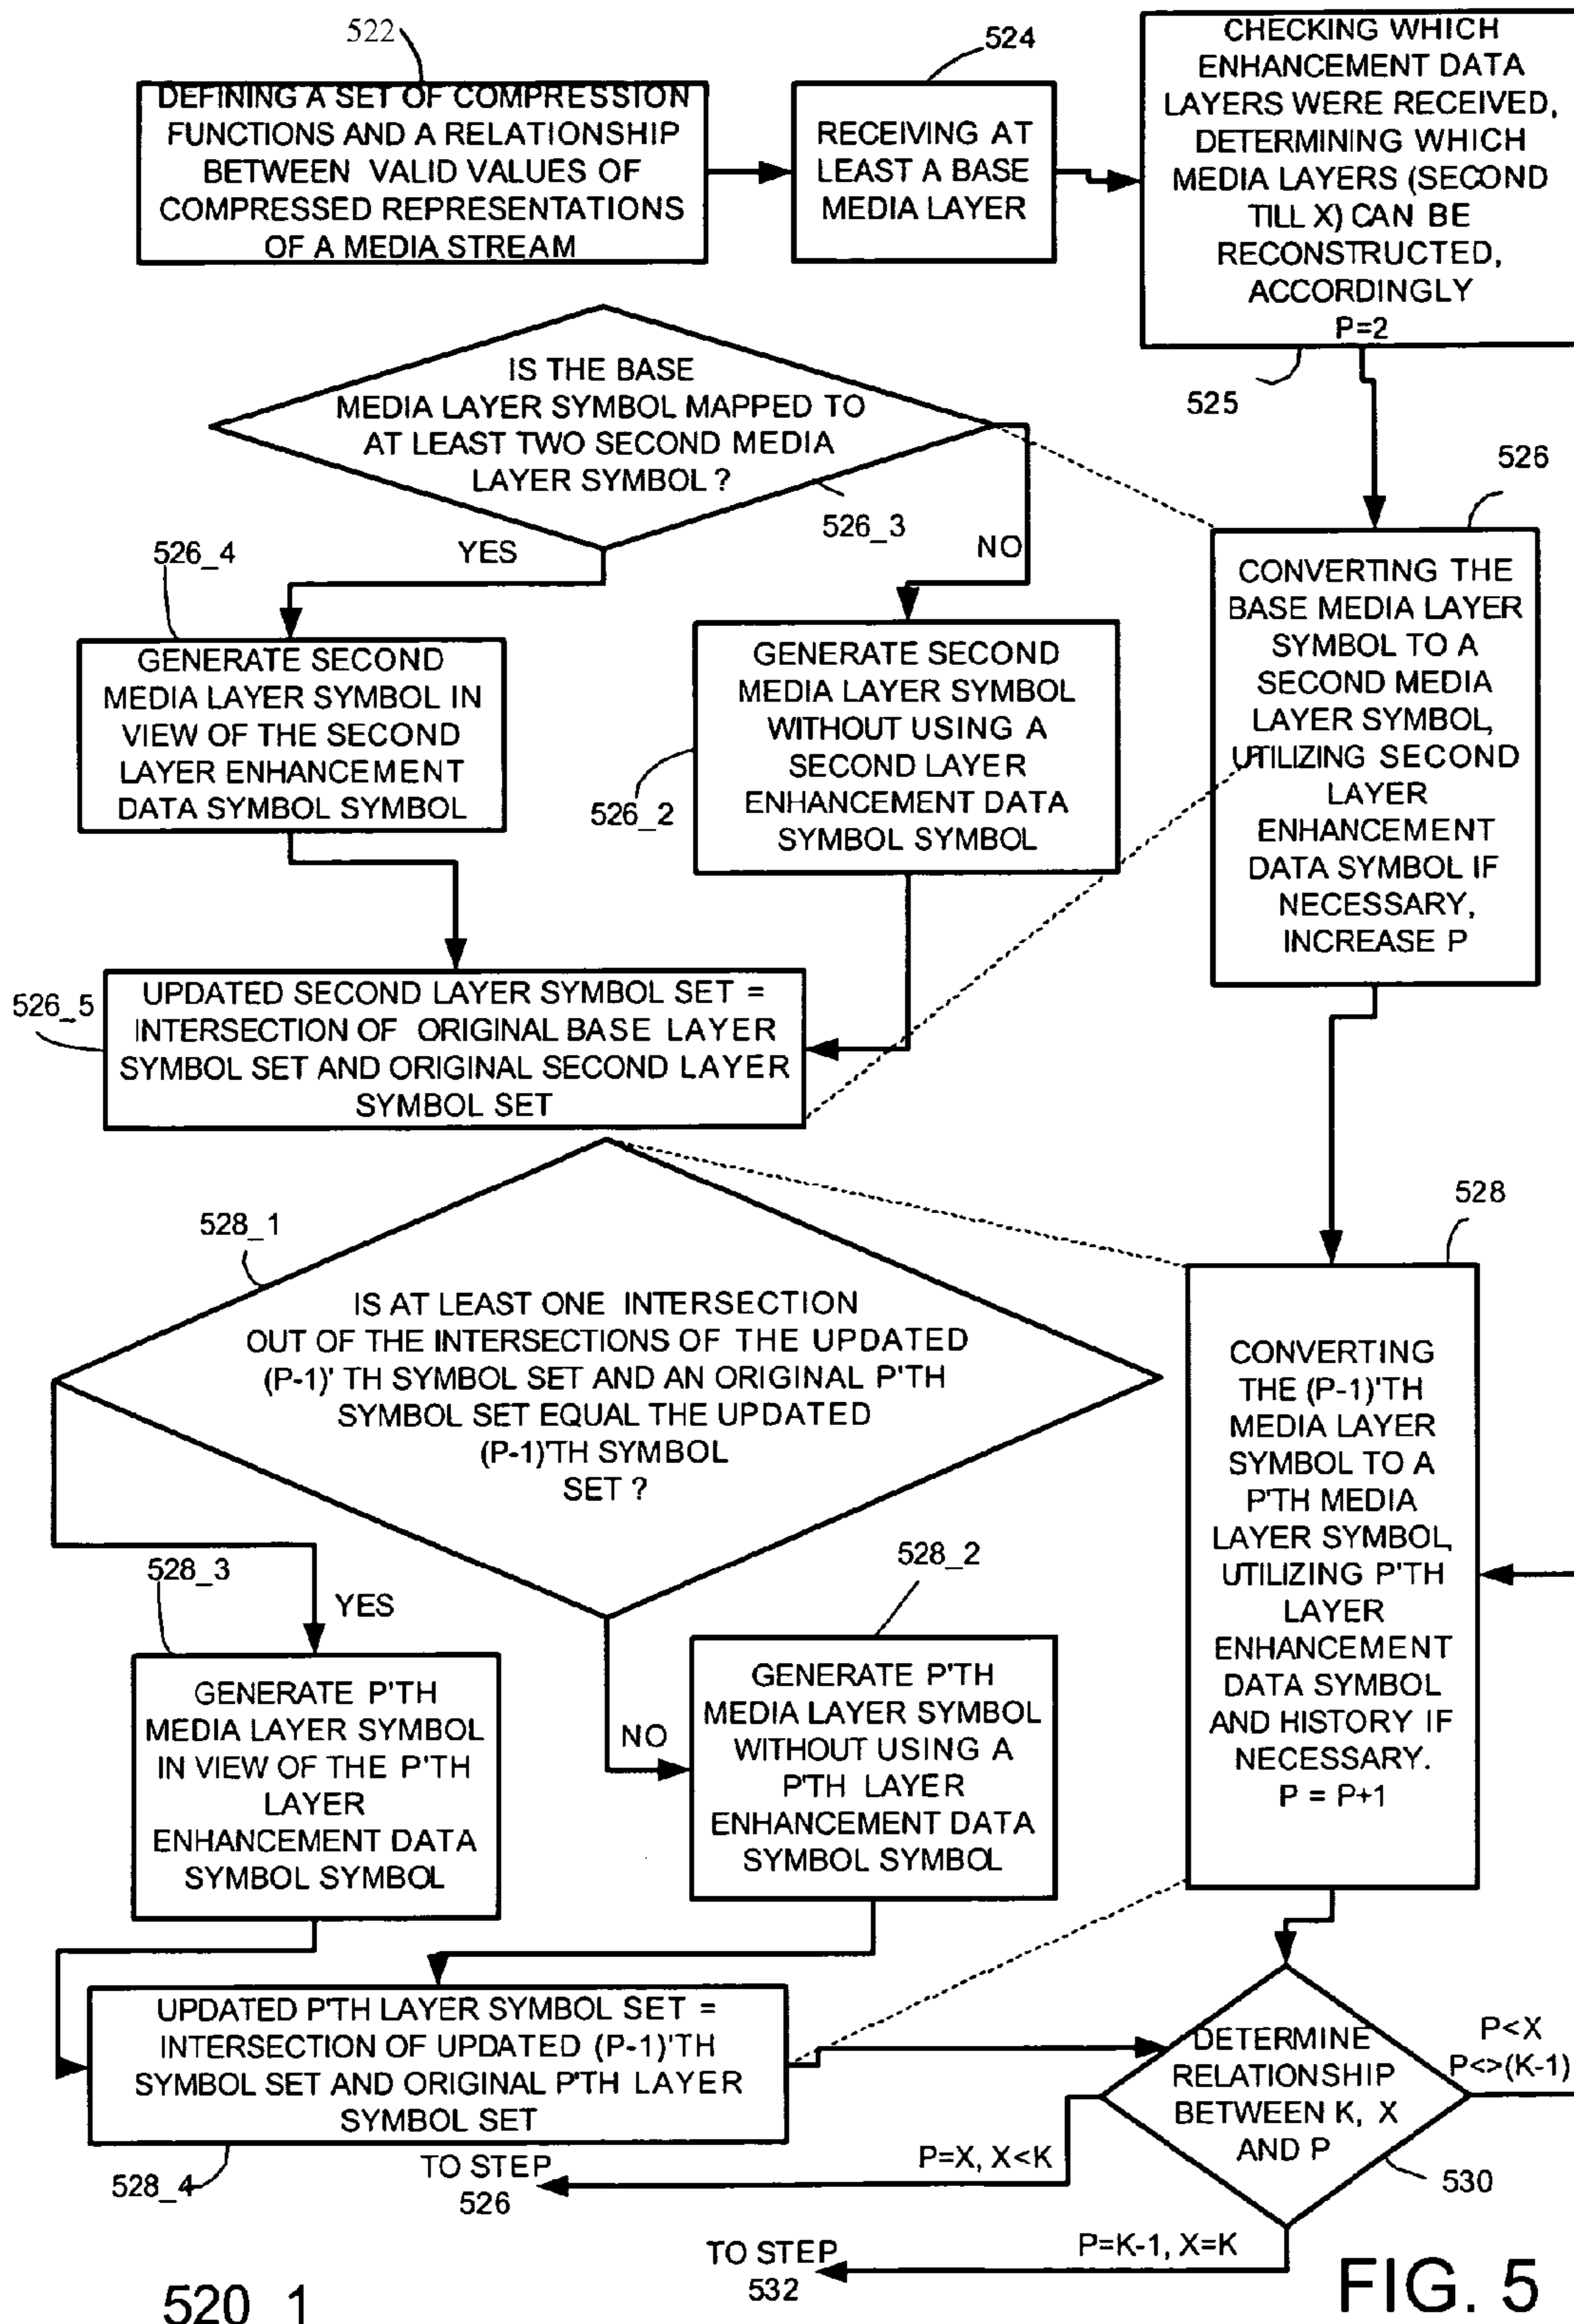 522
DEFINING A SET OF COMPRESSION
FUNCTIONS AND A RELATIONSHIP
BETWEEN VALID VALUES OF
COMPRESSED REPRESENTATIONS
OF A MEDIA STREAM
524
RECEIVING AT
LEAST A BASE
MEDIA LAYER
CHECKING WHICH
ENHANCEMENT DATA
LAYERS WERE RECEIVED,
DETERMINING WHICH
MEDIA LAYERS (SECOND
TILL X) CAN BE
RECONSTRUCTED,
ACCORDINGLY
P=2
525
IS THE BASE
MEDIA LAYER SYMBOL MAPPED TO
AT LEAST TWO SECOND MEDIA
LAYER SYMBOL ?
526_3
YES
NO
526_4
GENERATE SECOND
MEDIA LAYER SYMBOL IN
VIEW OF THE SECOND
LAYER ENHANCEMENT
DATA SYMBOL SYMBOL
526_2
GENERATE SECOND
MEDIA LAYER SYMBOL
WITHOUT USING A
SECOND LAYER
ENHANCEMENT DATA
SYMBOL SYMBOL
526
CONVERTING THE
BASE MEDIA LAYER
SYMBOL TO A
SECOND MEDIA
LAYER SYMBOL,
UTILIZING SECOND
LAYER
ENHANCEMENT
DATA SYMBOL IF
NECESSARY,
INCREASE P
526_5
UPDATED SECOND LAYER SYMBOL SET =
INTERSECTION OF ORIGINAL BASE LAYER
SYMBOL SET AND ORIGINAL SECOND LAYER
SYMBOL SET
528_1
IS AT LEAST ONE INTERSECTION
OUT OF THE INTERSECTIONS OF THE UPDATED
(P-1)' TH SYMBOL SET AND AN ORIGINAL P'TH
SYMBOL SET EQUAL THE UPDATED
(P-1)'TH SYMBOL
SET ?
528
CONVERTING
THE (P-1)'TH
MEDIA LAYER
SYMBOL TO A
P'TH MEDIA
LAYER SYMBOL,
UTILIZING P'TH
LAYER
ENHANCEMENT
DATA SYMBOL
AND HISTORY IF
NECESSARY.
P = P+1
528_3
YES
GENERATE P'TH
MEDIA LAYER SYMBOL
IN VIEW OF THE P'TH
LAYER
ENHANCEMENT DATA
SYMBOL SYMBOL
528_2
NO
GENERATE P'TH
MEDIA LAYER SYMBOL
WITHOUT USING A
P'TH LAYER
ENHANCEMENT DATA
SYMBOL SYMBOL
UPDATED P'TH LAYER SYMBOL SET =
INTERSECTION OF UPDATED (P-1)'TH
SYMBOL SET AND ORIGINAL P'TH LAYER
SYMBOL SET
528_4
DETERMINE
RELATIONSHIP
BETWEEN K, X
AND P
530
P<X
P<>(K-1)
P=X, X<K
TO STEP
526
P=K-1, X=K
TO STEP
532
520_1
FIG. 5